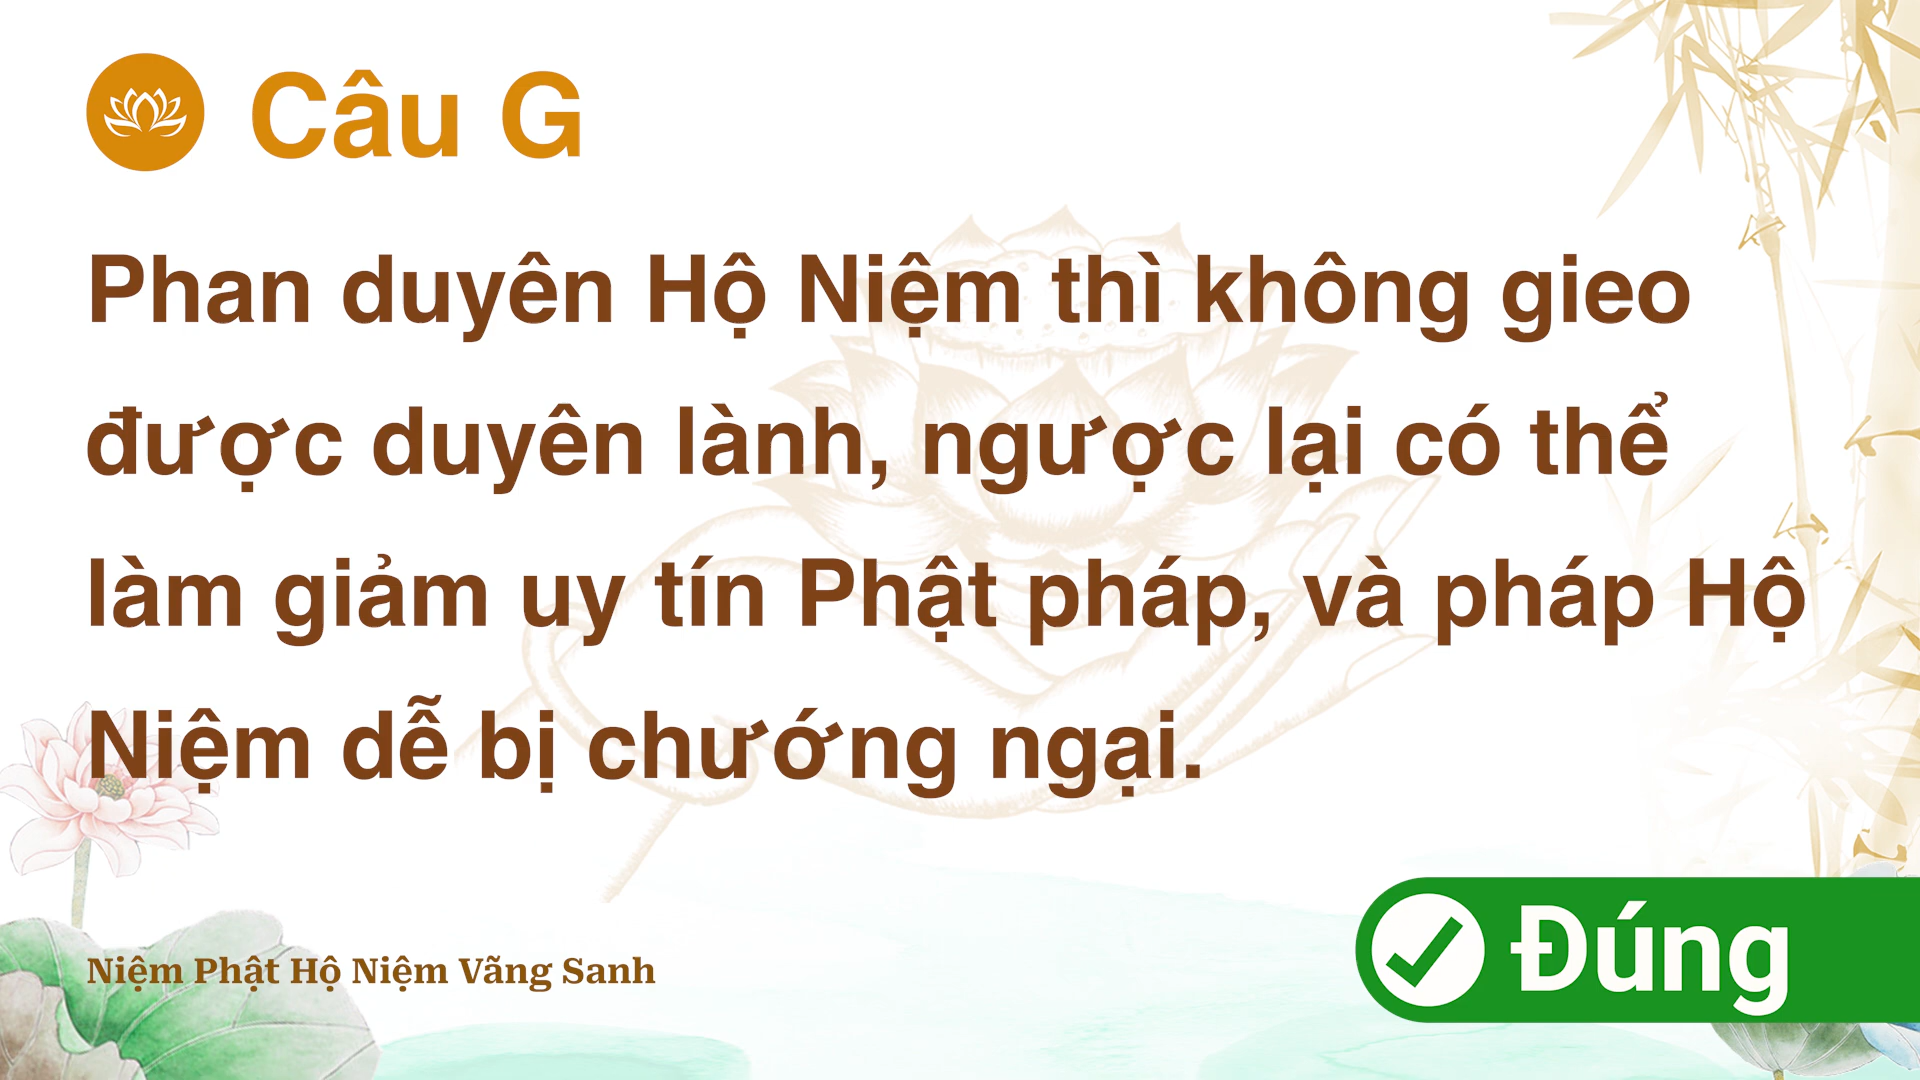 Câu G
Phan duyên Hộ Niệm thì không gieo
được duyên lành, ngược lại có thể
làm giảm uy tín Phật pháp, và pháp Hộ
Niệm dễ bị chướng ngại.
Niệm Phật Hộ Niệm Vãng Sanh
Đúng